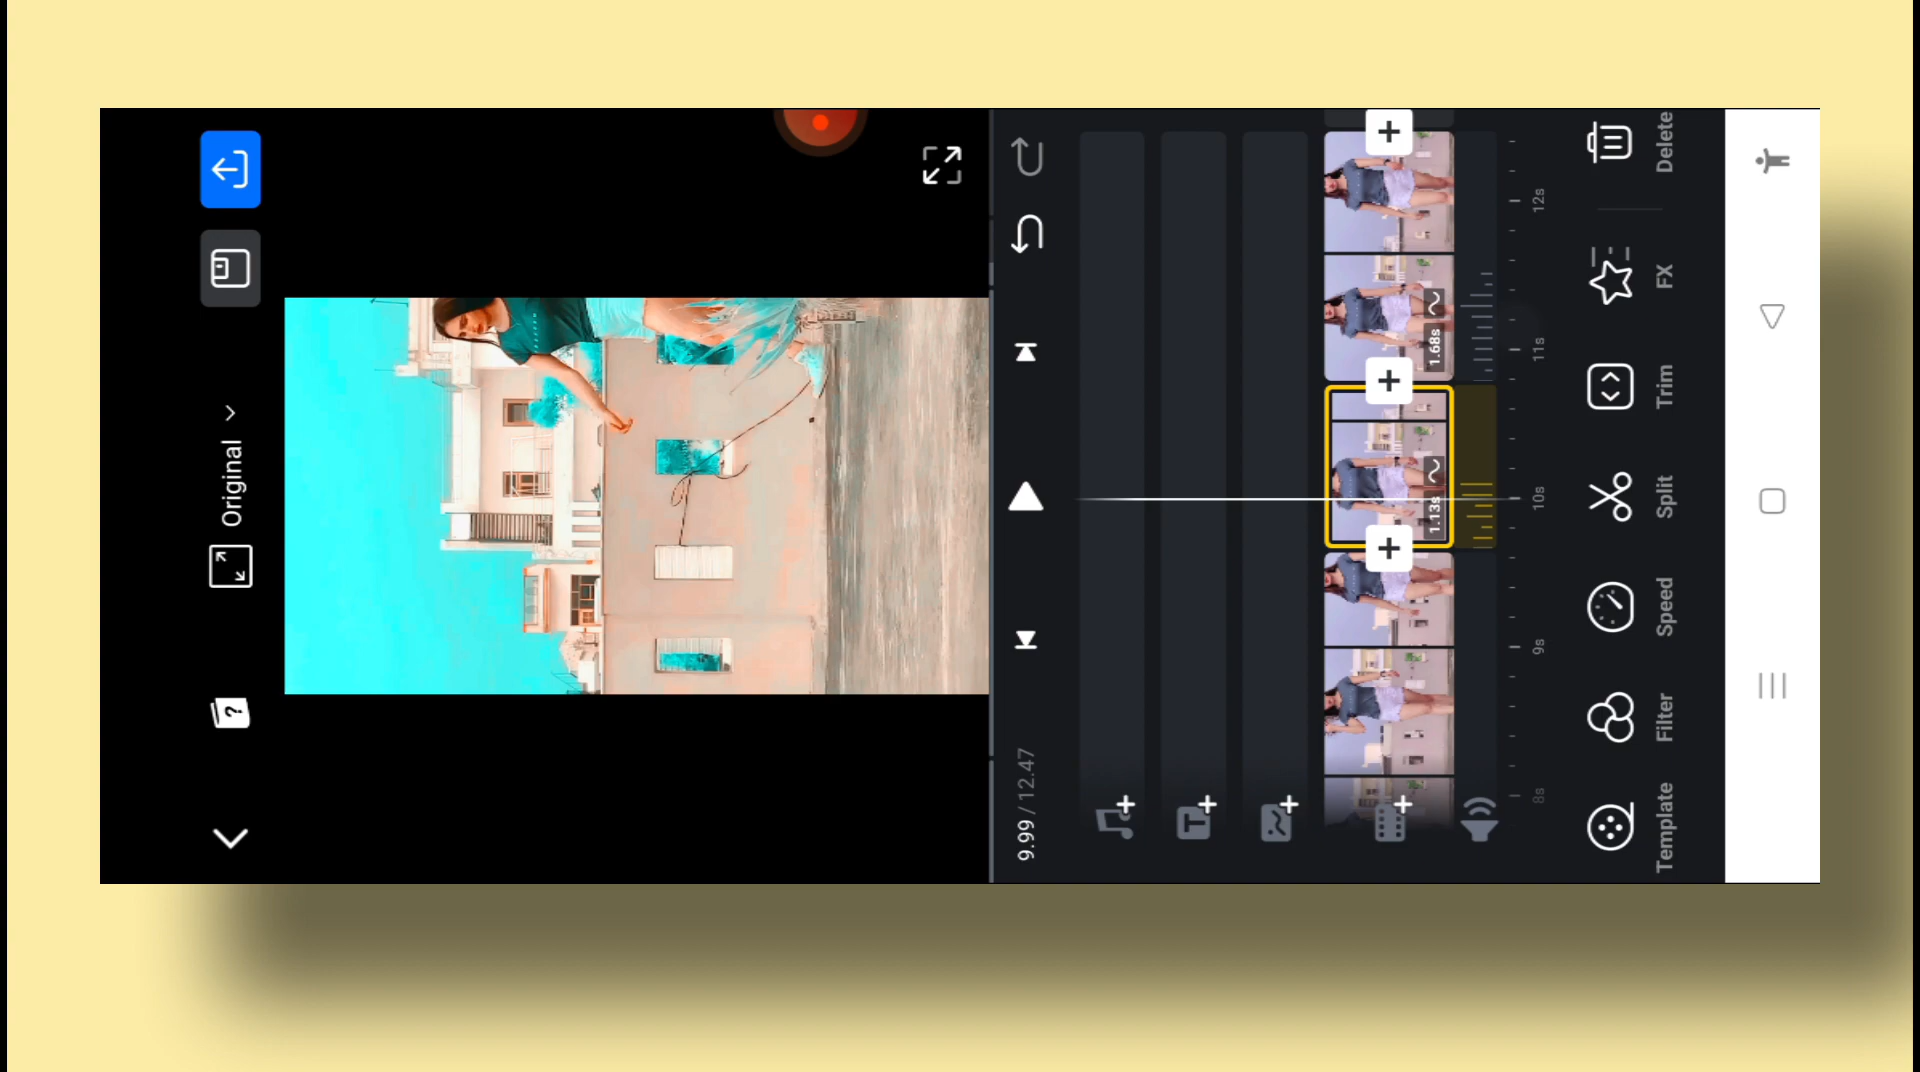 Original
?
9.99 / 12.47
T
1.13s
1.68s
8s
9s
10s
11s
12s
Template
Filter
Speed
Split
Trim
FX
Delete